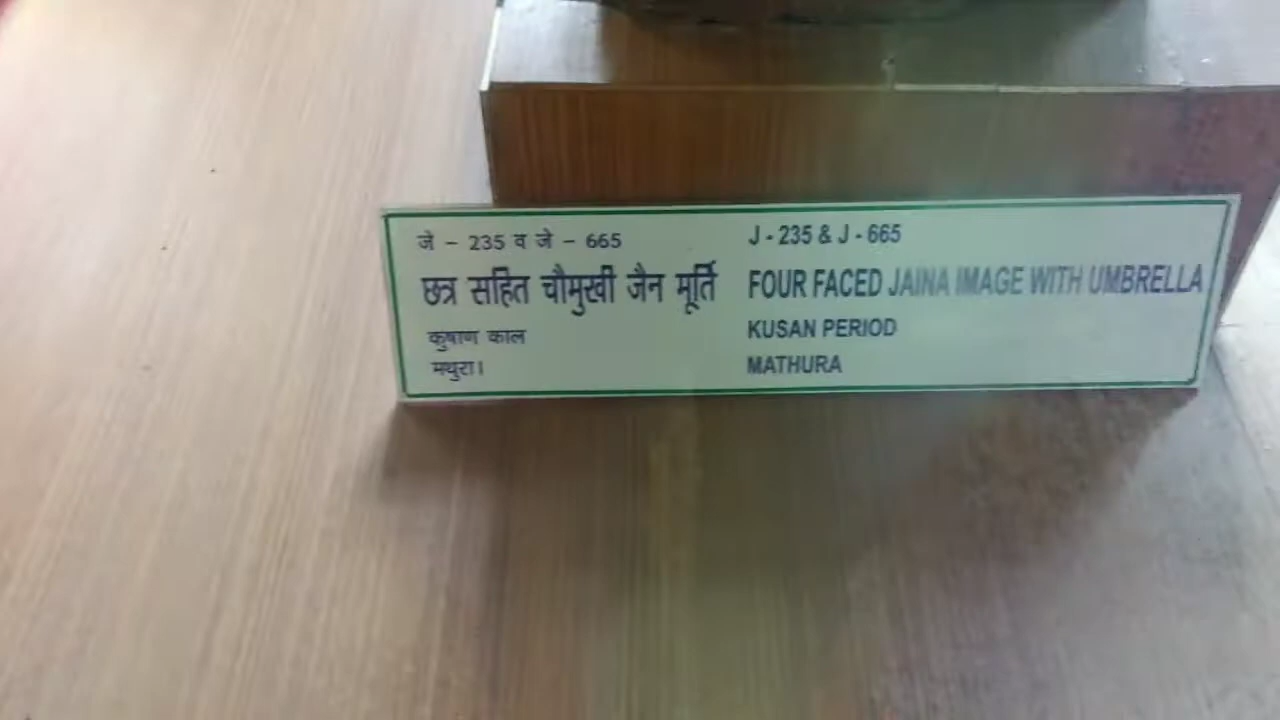 जे - 235 व जे - 665
छत्र सहित चौमुखी जैन मूर्ति
कुषाण काल
मथुरा।
J - 235 & J - 665
FOUR FACED JAINA IMAGE WITH UMBRELLA
KUSAN PERIOD
MATHURA